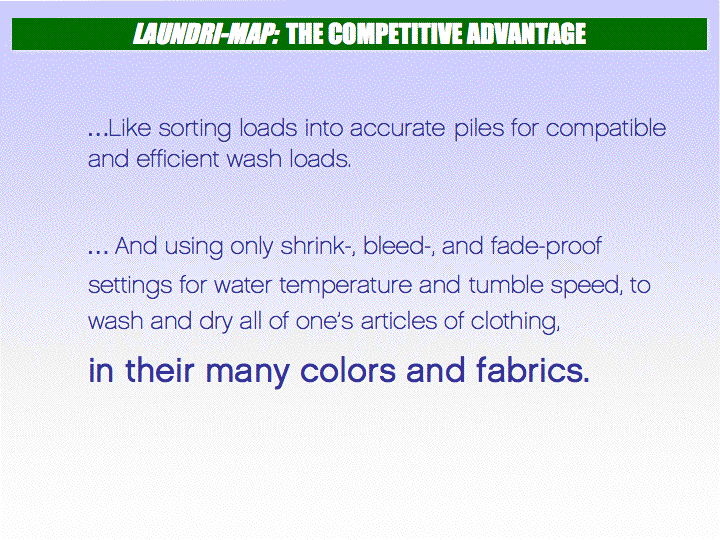 LAUNDRI-MAP: THE COMPETITIVE ADVANTAGE
...Like sorting loads into accurate piles for compatible
and efficient wash loads.
... And using only shrink-, bleed-, and fade-proof
settings for water temperature and tumble speed, to
wash and dry all of one's articles of clothing,
in their many colors and fabrics.